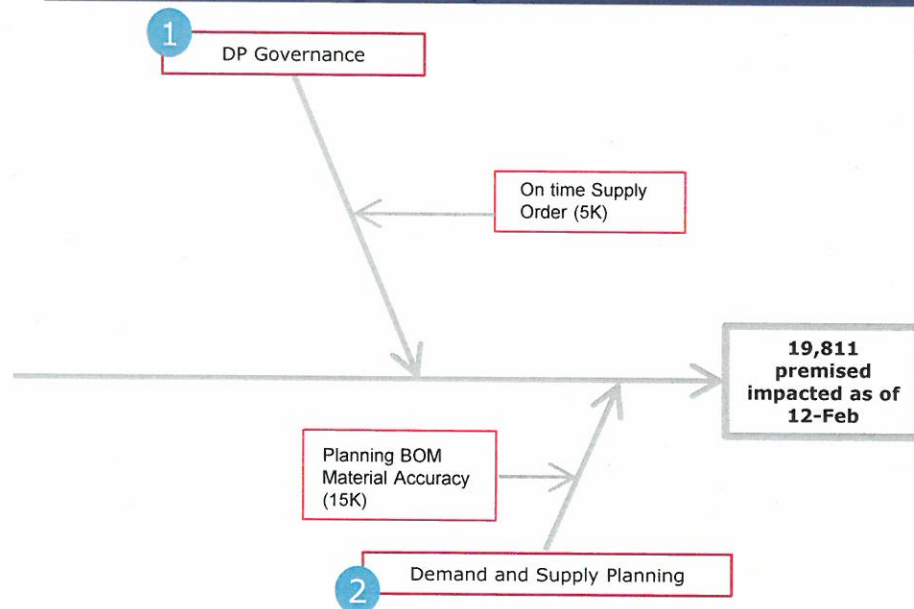 1
DP Governance
On time Supply
Order (5K)
19,811
premised
impacted as of
12-Feb
Planning BOM
Material Accuracy
(15K)
Demand and Supply Planning
2